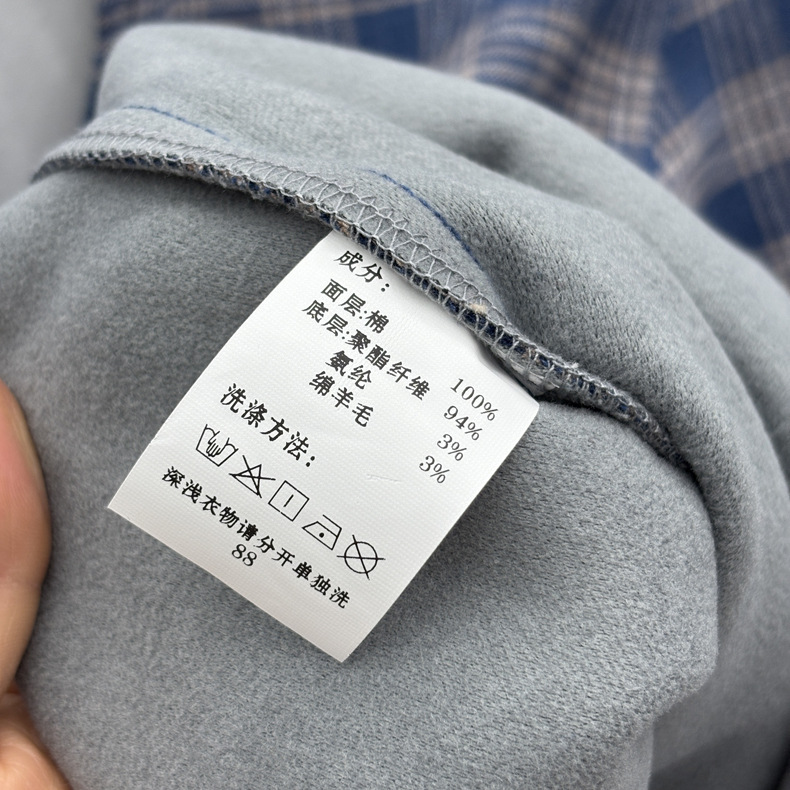 成分：
面层:棉 100%
底层:聚酯纤维 94%
氨纶 3%
绵羊毛 3%
洗涤方法：
深浅衣物请分开单独洗
88